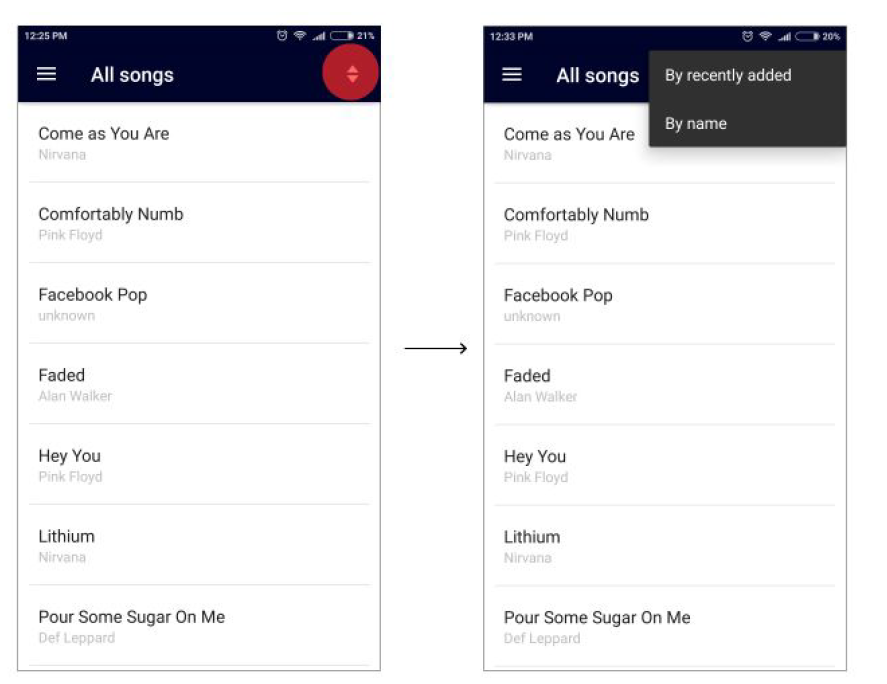 12:25 PM
21%
All songs
Come as You Are
Nirvana
Comfortably Numb
Pink Floyd
Facebook Pop
unknown
Faded
Alan Walker
Hey You
Pink Floyd
Lithium
Nirvana
Pour Some Sugar On Me
Def Leppard
12:33 PM
20%
All songs
By recently added
By name
Come as You Are
Nirvana
Comfortably Numb
Pink Floyd
Facebook Pop
unknown
Faded
Alan Walker
Hey You
Pink Floyd
Lithium
Nirvana
Pour Some Sugar On Me
Def Leppard